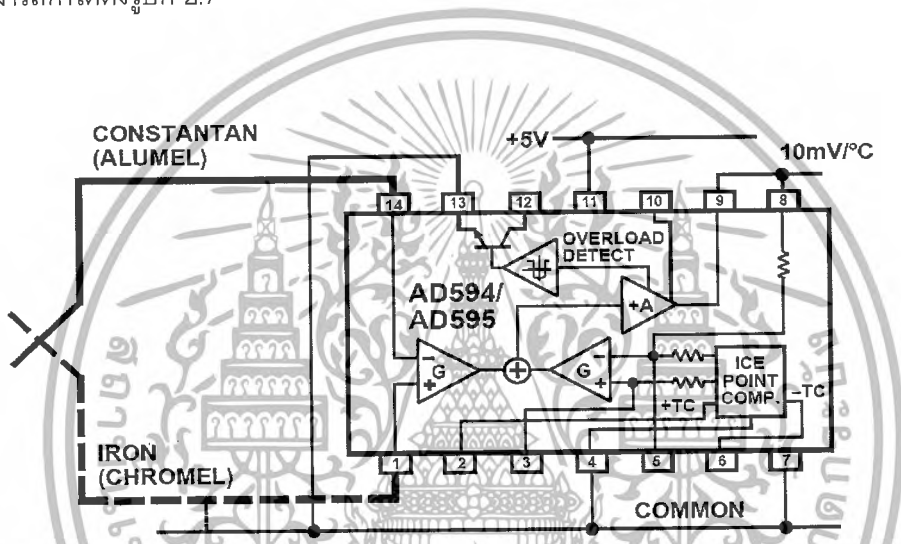 CONSTANTAN
(ALUMEL)
+5V
10mV/°C
14
13
12
11
10
9
8
OVERLOAD
DETECT
AD594/
AD595
+A
G
G
ICE
POINT
COMP.
+TC
-TC
IRON
(CHROMEL)
1
2
3
4
5
6
7
COMMON